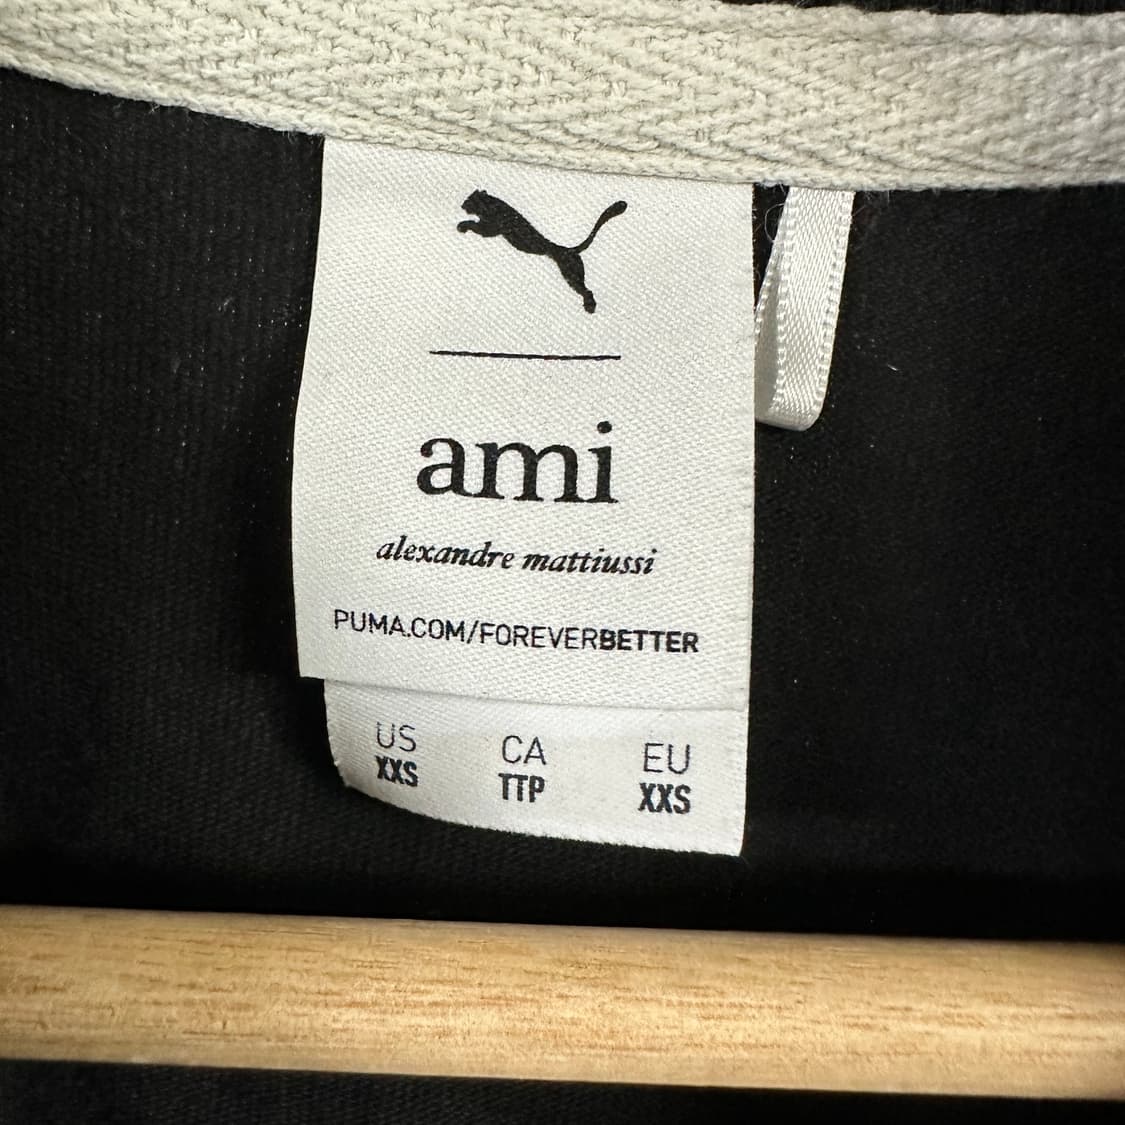 ami
alexandre mattiussi
PUMA.COM/FOREVERBETTER
US CA EU
XXS TTP XXS